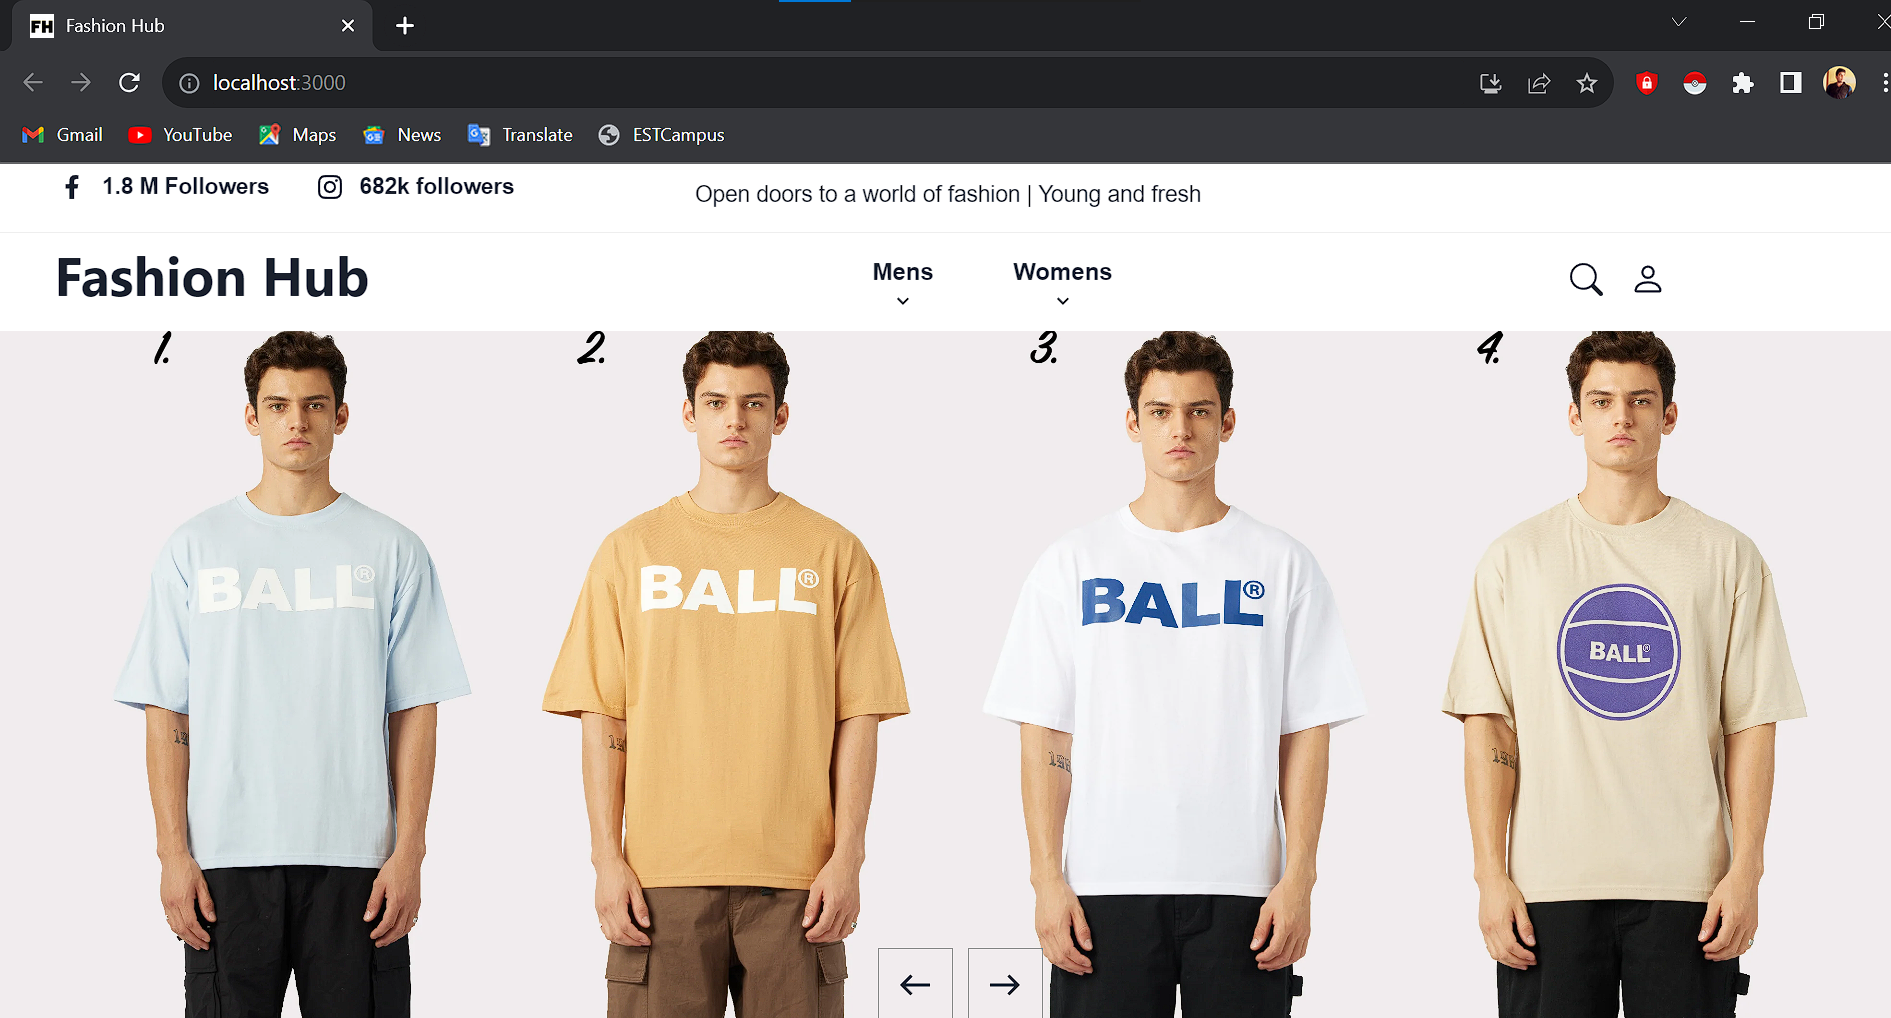 FH Fashion Hub
localhost:3000
Gmail YouTube Maps News Translate ESTCampus
1.8 M Followers 682k followers Open doors to a world of fashion | Young and fresh
Fashion Hub Mens Womens
1. 2. 3. 4.
BALL® BALL® BALL® BALL®